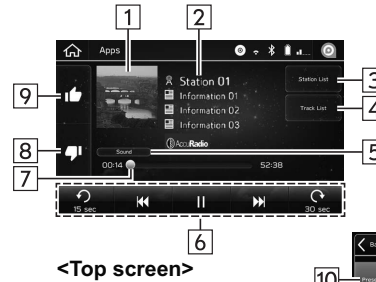 1
2
Apps
Station 01
Station List
3
Information 01
9
Information 02
Track List
4
Information 03
AccuRadio
8
Sound
5
00:14
52:38
7
15 sec
30 sec
6
<Top screen>
10